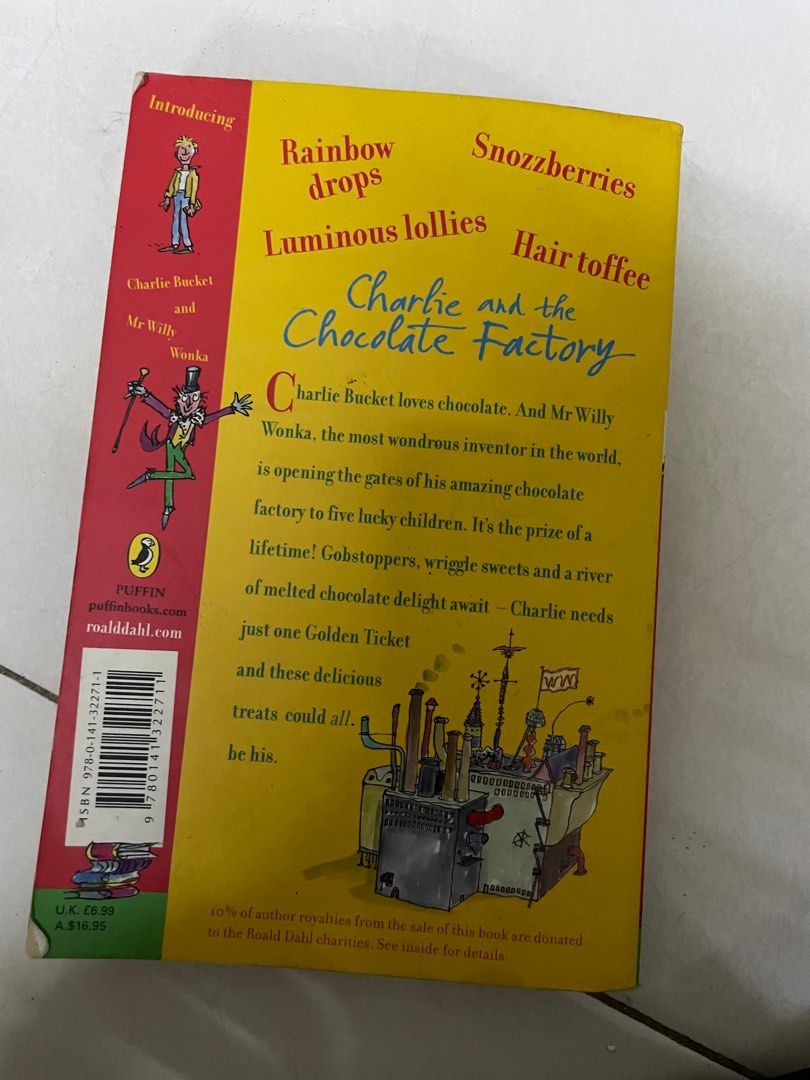 Introducing
Charlie Bucket
and
Mr Willy
Wonka
PUFFIN
puffinbooks.com
roalddahl.com
ISBN 978-0-141-32271-1
9 780141 322711
U.K. £6.99
A.$16.95
Rainbow
drops
Snozzberries
Luminous lollies
Hair toffee
Charlie and the
Chocolate Factory
Charlie Bucket loves chocolate. And Mr Willy
Wonka, the most wondrous inventor in the world,
is opening the gates of his amazing chocolate
factory to five lucky children. It's the prize of a
lifetime! Gobstoppers, wriggle sweets and a river
of melted chocolate delight await – Charlie needs
just one Golden Ticket
and these delicious
treats could all
be his.
WW
10% of author royalties from the sale of this book are donated
to the Roald Dahl charities. See inside for details.